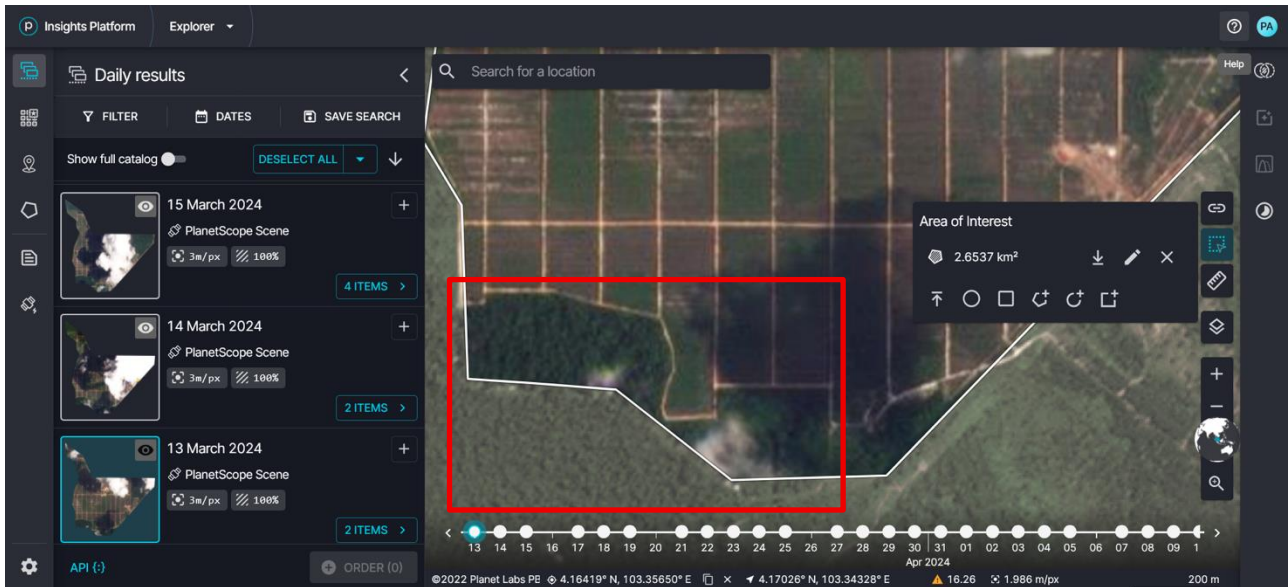 Insights Platform
Explorer
PA
Help
Daily results
FILTER
DATES
SAVE SEARCH
Show full catalog
DESELECT ALL
15 March 2024
PlanetScope Scene
3m/px
100%
4 ITEMS >
14 March 2024
PlanetScope Scene
3m/px
100%
2 ITEMS >
13 March 2024
PlanetScope Scene
3m/px
100%
2 ITEMS >
API {:}
ORDER (0)
Search for a location
Area of Interest
2.6537 km²
13 14 15 16 17 18 19 20 21 22 23 24 25 26 27 28 29 30 31 01 02 03 04 05 06 07 08 09 1
Apr 2024
©2022 Planet Labs PB 4.16419° N, 103.35650° E 4.17026° N, 103.34328° E 16.26 1.986 m/px 200 m